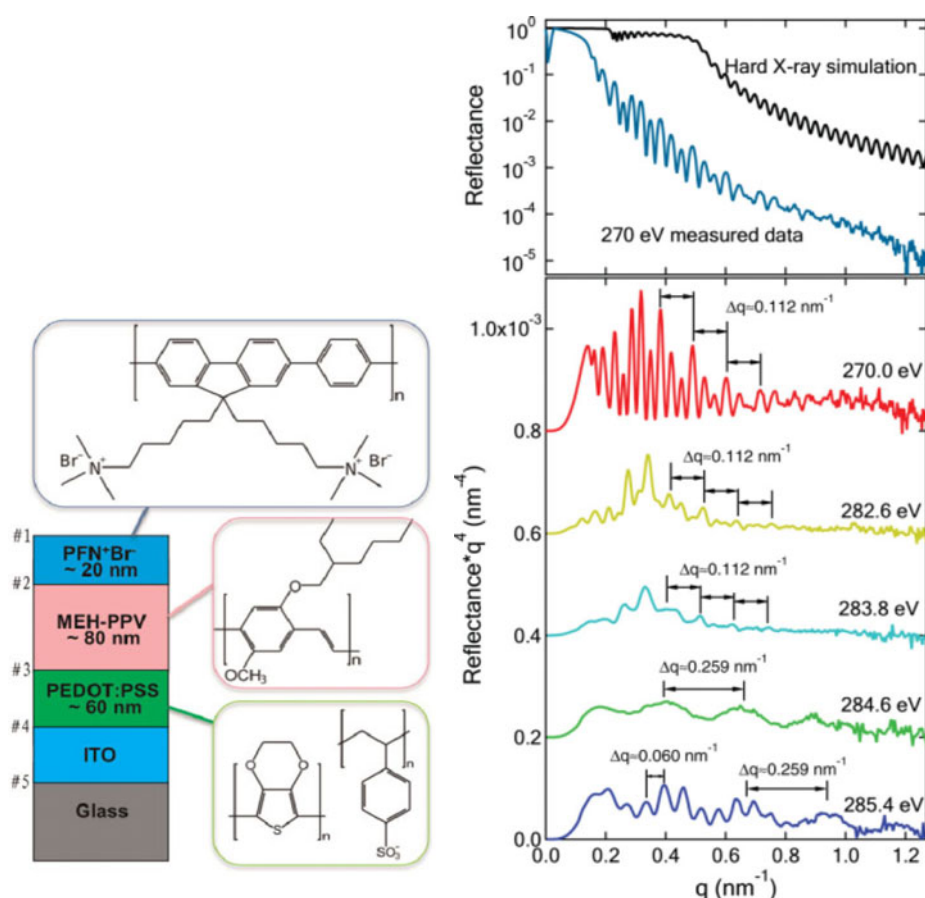 Br⁻
N⁺
n
N⁺
Br⁻
#1
PFN⁺Br⁻
~ 20 nm
#2
MEH-PPV
~ 80 nm
#3
PEDOT:PSS
~ 60 nm
#4
ITO
#5
Glass
O
OCH₃
n
O
O
S
n
n
SO₃⁻
Reflectance
10⁰
10⁻¹
10⁻²
10⁻³
10⁻⁴
10⁻⁵
Hard X-ray simulation
270 eV measured data
Reflectance*q⁴ (nm⁻⁴)
1.0x10⁻³
0.8
0.6
0.4
0.2
0.0
Δq≈0.112 nm⁻¹
270.0 eV
Δq≈0.112 nm⁻¹
282.6 eV
Δq≈0.112 nm⁻¹
283.8 eV
Δq≈0.259 nm⁻¹
284.6 eV
Δq≈0.060 nm⁻¹
Δq≈0.259 nm⁻¹
285.4 eV
0.0 0.2 0.4 0.6 0.8 1.0 1.2
q (nm⁻¹)